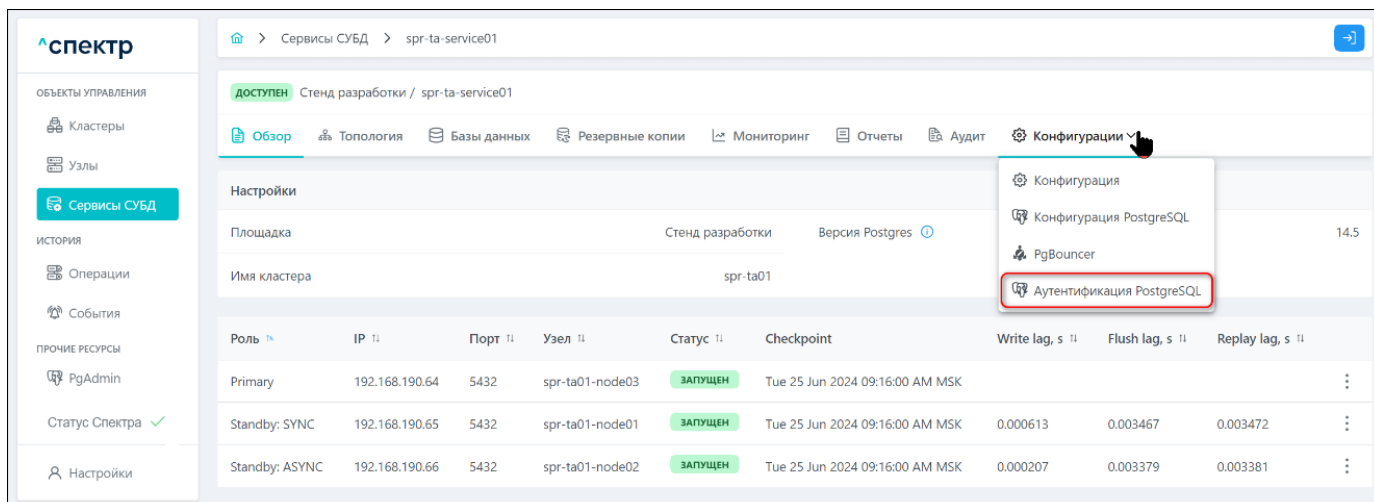 ^спектр
Сервисы СУБД > spr-ta-service01
ОБЪЕКТЫ УПРАВЛЕНИЯ
Кластеры
Узлы
Сервисы СУБД
ИСТОРИЯ
Операции
События
ПРОЧИЕ РЕСУРСЫ
PgAdmin
Статус Спектра
Настройки
ДОСТУПЕН Стенд разработки / spr-ta-service01
Обзор Топология Базы данных Резервные копии Мониторинг Отчеты Аудит Конфигурации
Конфигурация
Конфигурация PostgreSQL
PgBouncer
Аутентификация PostgreSQL
Настройки
Площадка Стенд разработки Версия Postgres 14.5
Имя кластера spr-ta01
Роль IP Порт Узел Статус Checkpoint Write lag, s Flush lag, s Replay lag, s
Primary 192.168.190.64 5432 spr-ta01-node03 ЗАПУЩЕН Tue 25 Jun 2024 09:16:00 AM MSK
Standby: SYNC 192.168.190.65 5432 spr-ta01-node01 ЗАПУЩЕН Tue 25 Jun 2024 09:16:00 AM MSK 0.000613 0.003467 0.003472
Standby: ASYNC 192.168.190.66 5432 spr-ta01-node02 ЗАПУЩЕН Tue 25 Jun 2024 09:16:00 AM MSK 0.000207 0.003379 0.003381